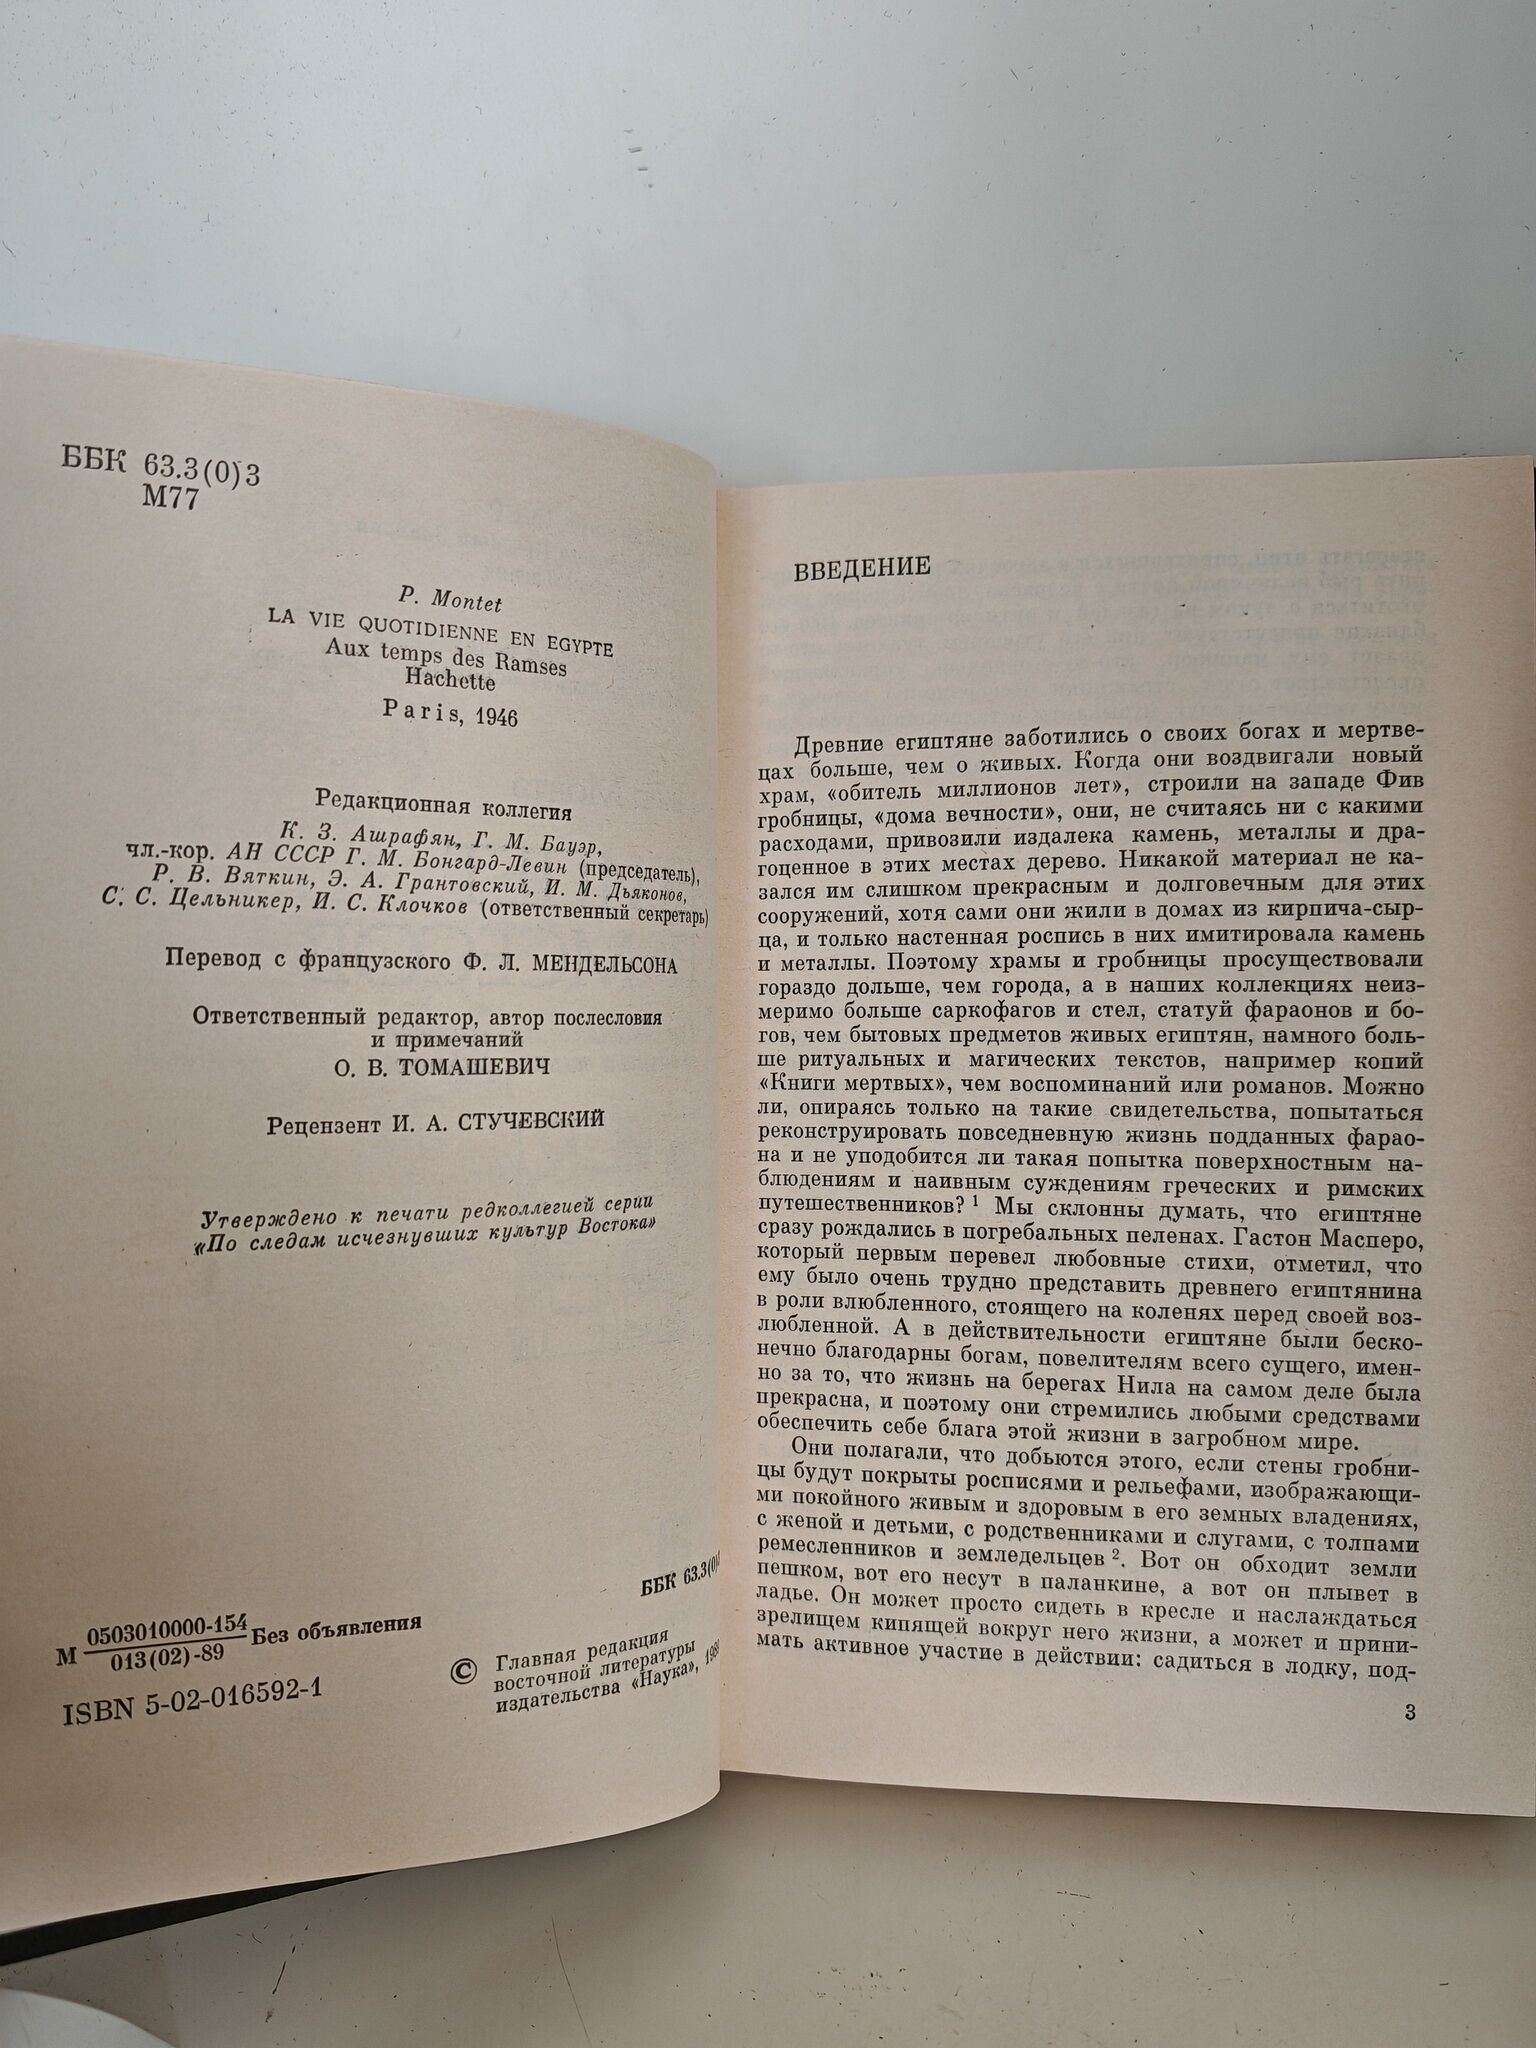 ББК 63.3(0)3
М77
P. Montet
LA VIE QUOTIDIENNE EN EGYPTE
Aux temps des Ramses
Hachette
Paris, 1946
Редакционная коллегия
К. З. Ашрафян, Г. М. Бауэр,
чл.-кор. АН СССР Г. М. Бонгард-Левин (председатель),
Р. В. Вяткин, Э. А. Грантовский, И. М. Дьяконов,
С. С. Цельникер, И. С. Клочков (ответственный секретарь)
Перевод с французского Ф. Л. МЕНДЕЛЬСОНА
Ответственный редактор, автор послесловия
и примечаний
О. В. ТОМАШЕВИЧ
Рецензент И. А. СТУЧЕВСКИЙ
Утверждено к печати редколлегией серии
«По следам исчезнувших культур Востока»
ББК 63.3(0)
М 0503010000-154 Без объявления
013(02)-89
ISBN 5-02-016592-1
© Главная редакция
восточной литературы
издательства «Наука»,
ВВЕДЕНИЕ
Древние египтяне заботились о своих богах и мертве-
цах больше, чем о живых. Когда они воздвигали новый
храм, «обитель миллионов лет», строили на западе Фив
гробницы, «дома вечности», они, не считаясь ни с какими
расходами, привозили издалека камень, металлы и дра-
гоценное в этих местах дерево. Никакой материал не ка-
зался им слишком прекрасным и долговечным для этих
сооружений, хотя сами они жили в домах из кирпича-сыр-
ца, и только настенная роспись в них имитировала камень
и металлы. Поэтому храмы и гробницы просуществовали
гораздо дольше, чем города, а в наших коллекциях неиз-
меримо больше саркофагов и стел, статуй фараонов и бо-
гов, чем бытовых предметов живых египтян, намного боль-
ше ритуальных и магических текстов, например копий
«Книги мертвых», чем воспоминаний или романов. Можно
ли, опираясь только на такие свидетельства, попытаться
реконструировать повседневную жизнь подданных фарао-
на и не уподобится ли такая попытка поверхностным на-
блюдениям и наивным суждениям греческих и римских
путешественников? 1 Мы склонны думать, что египтяне
сразу рождались в погребальных пеленах. Гастон Масперо,
который первым перевел любовные стихи, отметил, что
ему было очень трудно представить древнего египтянина
в роли влюбленного, стоящего на коленях перед своей воз-
любленной. А в действительности египтяне были беско-
нечно благодарны богам, повелителям всего сущего, имен-
но за то, что жизнь на берегах Нила на самом деле была
прекрасна, и поэтому они стремились любыми средствами
обеспечить себе блага этой жизни в загробном мире.
Они полагали, что добьются этого, если стены гробни-
цы будут покрыты росписями и рельефами, изображающи-
ми покойного живым и здоровым в его земных владениях,
с женой и детьми, с родственниками и слугами, с толпами
ремесленников и земледельцев 2. Вот он обходит земли
пешком, вот его несут в паланкине, а вот он плывет в
ладье. Он может просто сидеть в кресле и наслаждаться
зрелищем кипящей вокруг него жизни, а может и прини-
мать активное участие в действии: садиться в лодку, под-
3